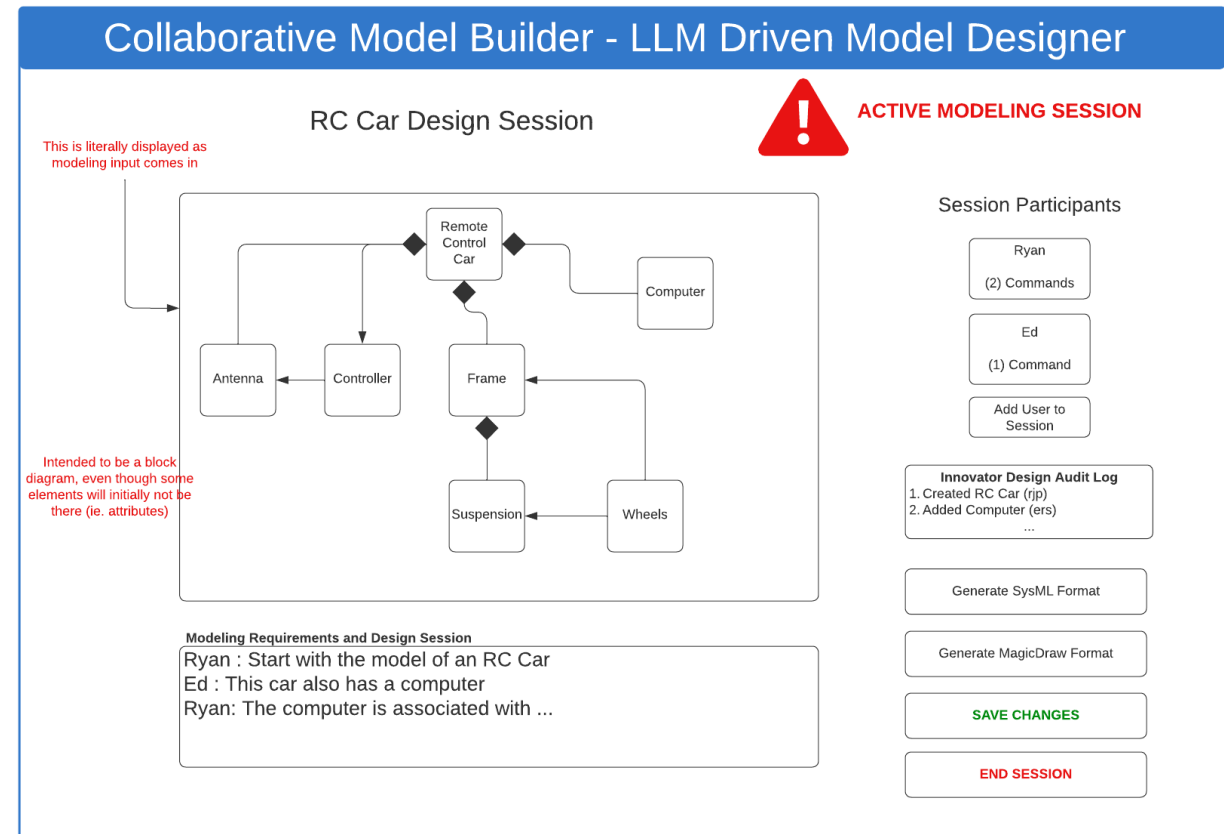 Collaborative Model Builder - LLM Driven Model Designer
RC Car Design Session
ACTIVE MODELING SESSION
This is literally displayed as
modeling input comes in
Remote
Control
Car
Computer
Antenna
Controller
Frame
Intended to be a block
diagram, even though some
elements will initially not be
there (ie. attributes)
Suspension
Wheels
Modeling Requirements and Design Session
Ryan : Start with the model of an RC Car
Ed : This car also has a computer
Ryan: The computer is associated with ...
Session Participants
Ryan
(2) Commands
Ed
(1) Command
Add User to
Session
Innovator Design Audit Log
1. Created RC Car (rjp)
2. Added Computer (ers)
...
Generate SysML Format
Generate MagicDraw Format
SAVE CHANGES
END SESSION